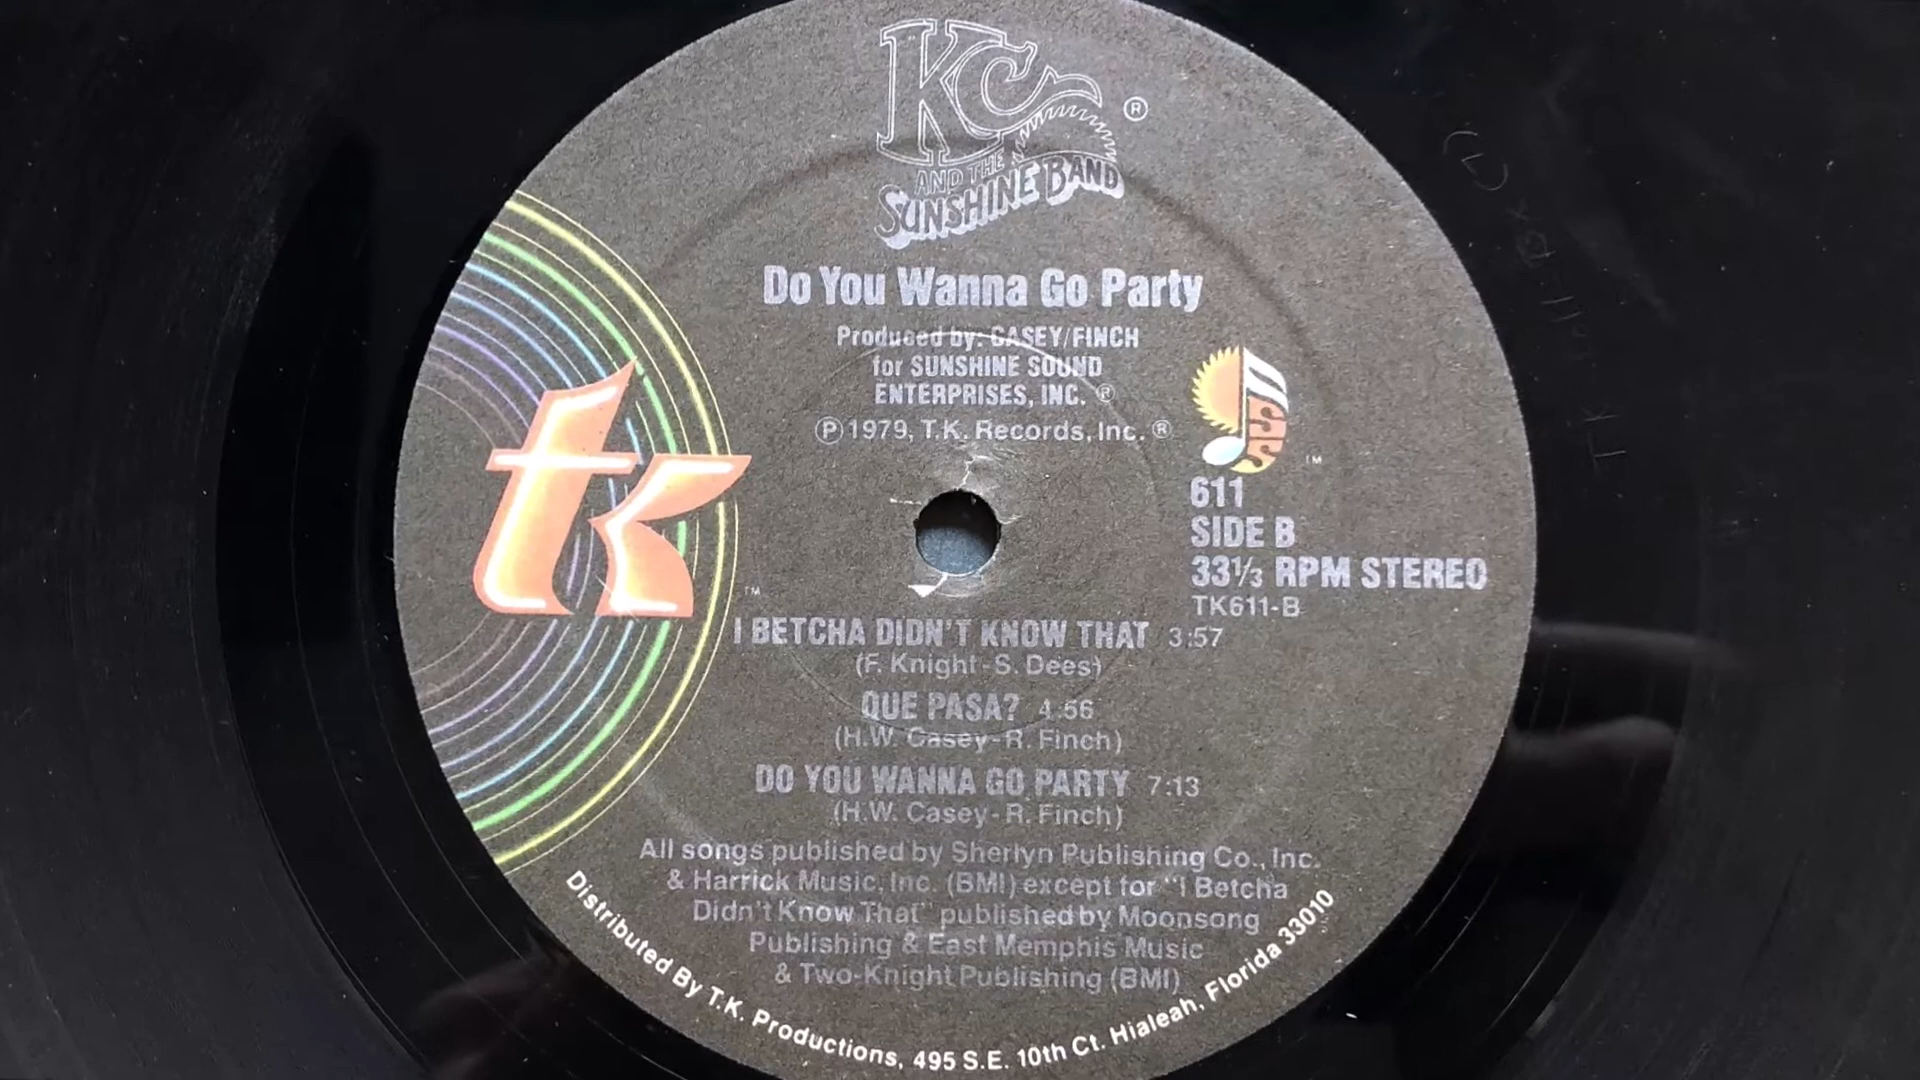 KC ®
AND THE
SUNSHINE BAND
Do You Wanna Go Party
Produced by: CASEY/FINCH
for SUNSHINE SOUND
ENTERPRISES, INC. ®
℗ 1979, T.K. Records, Inc. ®
tk ™
™
611
SIDE B
33⅓ RPM STEREO
TK611-B
I BETCHA DIDN'T KNOW THAT 3:57
(F. Knight-S. Dees)
QUE PASA? 4:56
(H.W. Casey-R. Finch)
DO YOU WANNA GO PARTY 7:13
(H.W. Casey-R. Finch)
All songs published by Sherlyn Publishing Co., Inc.
& Harrick Music, Inc. (BMI) except for "I Betcha
Didn't Know That" published by Moonsong
Publishing & East Memphis Music
& Two-Knight Publishing (BMI)
Distributed By T.K. Productions, 495 S.E. 10th Ct. Hialeah, Florida 33010